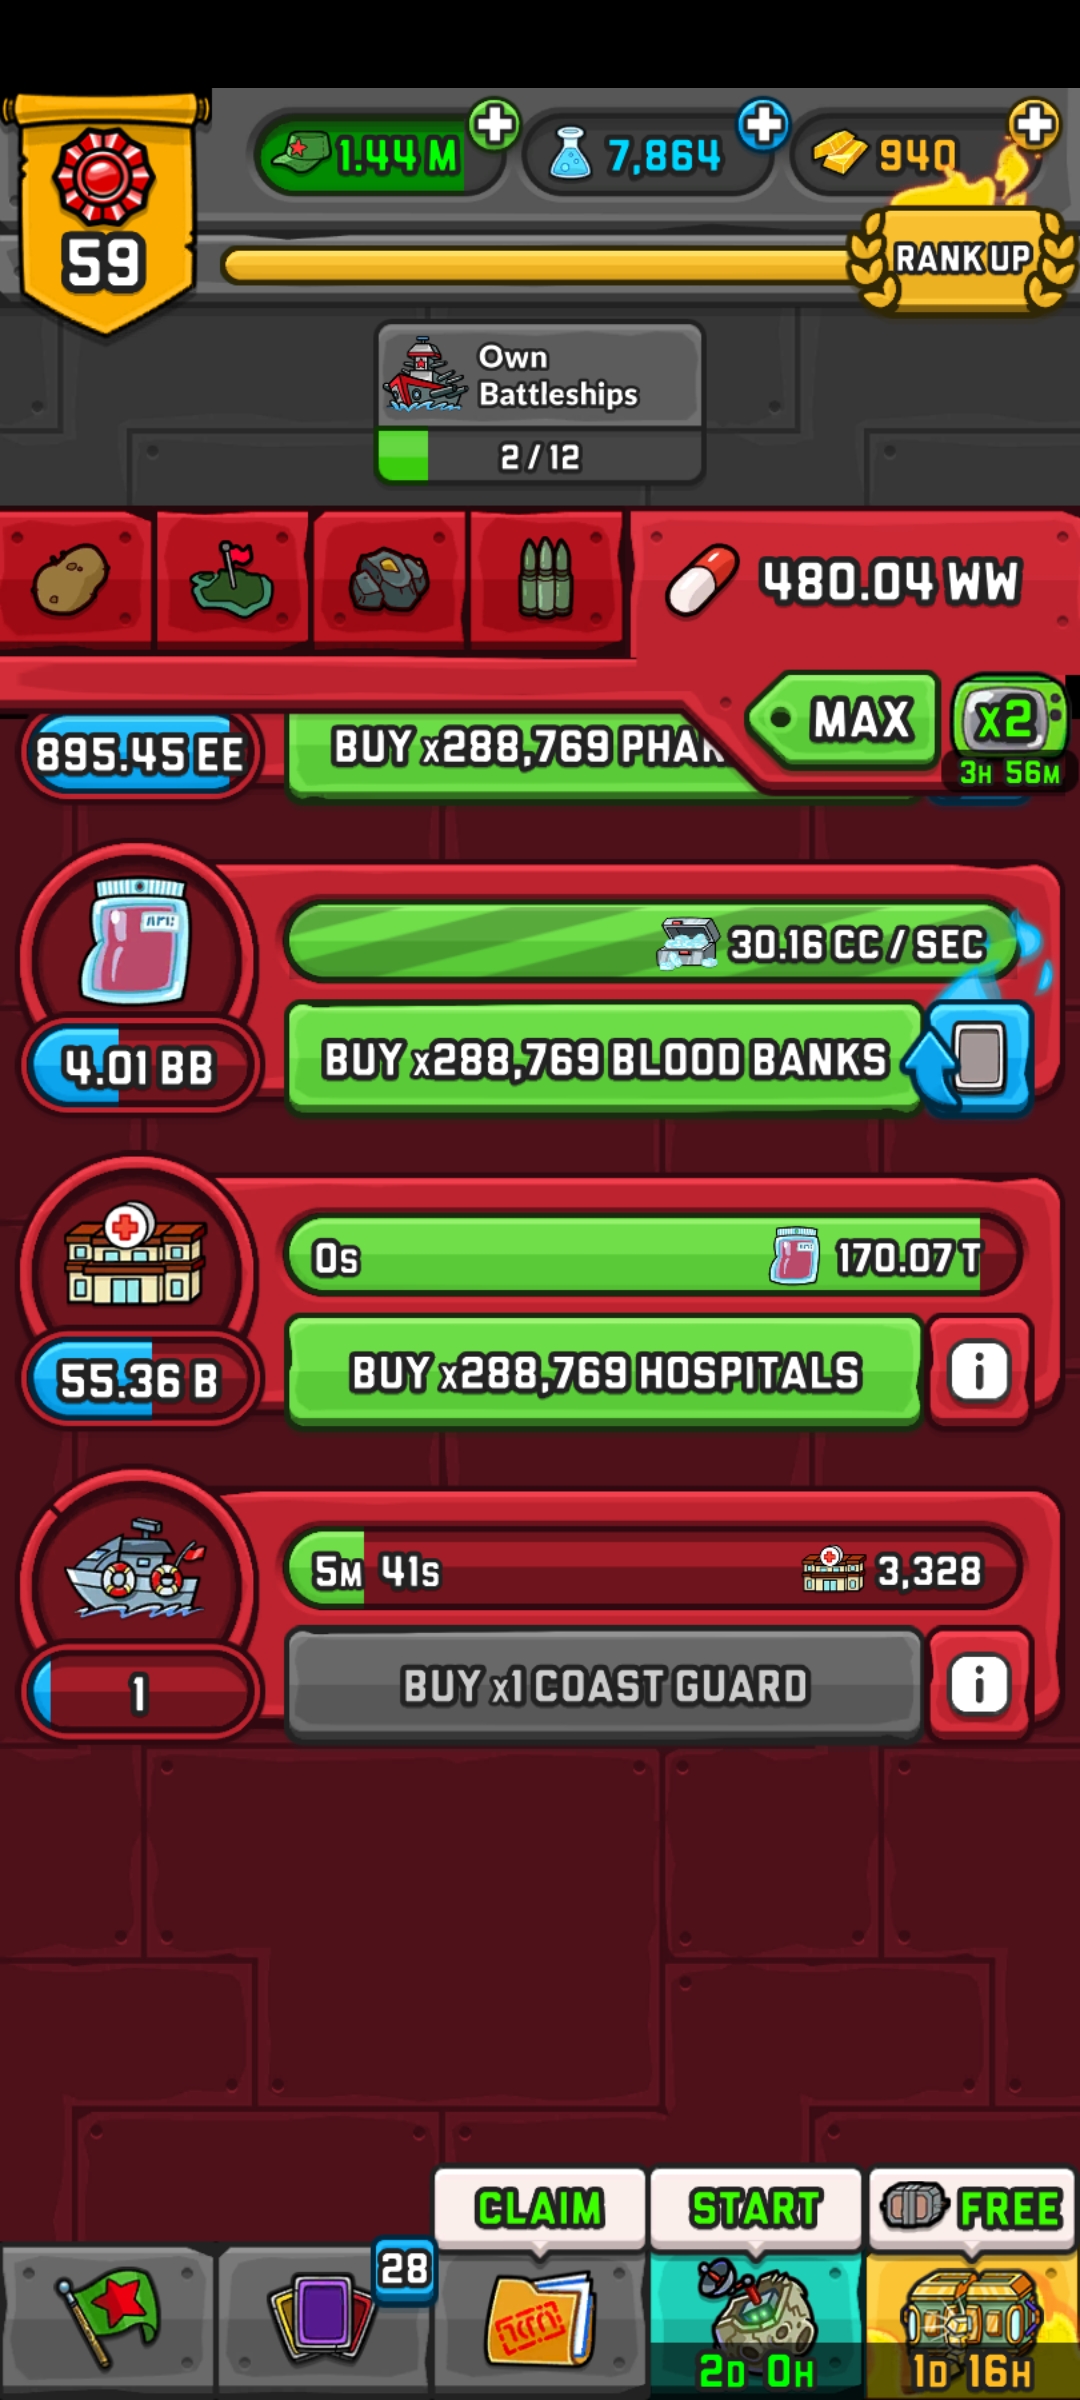 1.44 M
7,864
940
59
RANK UP
Own
Battleships
2 / 12
480.04 WW
MAX
x2
3H 56M
895.45 EE
BUY x288,769
30.16 CC / SEC
4.01 BB
BUY x288,769 BLOOD BANKS
0s
170.07 T
55.36 B
BUY x288,769 HOSPITALS
5M 41s
3,328
1
BUY x1 COAST GUARD
CLAIM
START
FREE
28
2D 0H
1D 16H